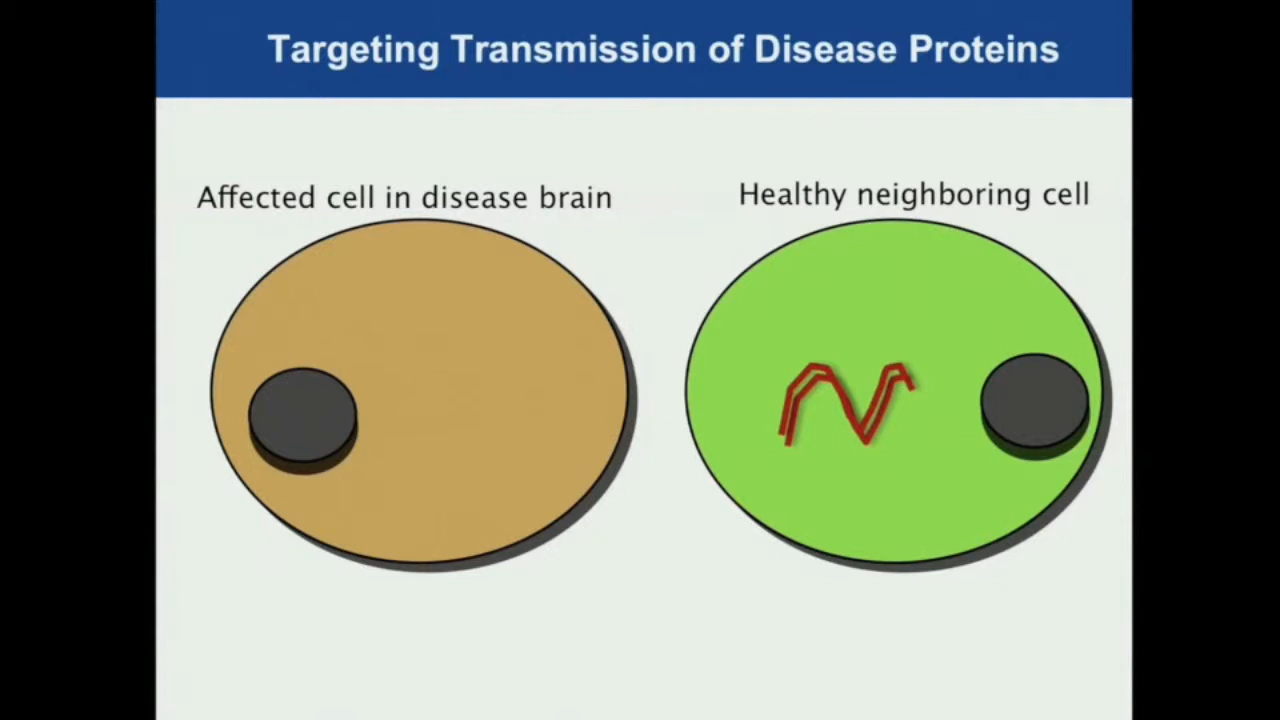 Targeting Transmission of Disease Proteins
Affected cell in disease brain
Healthy neighboring cell